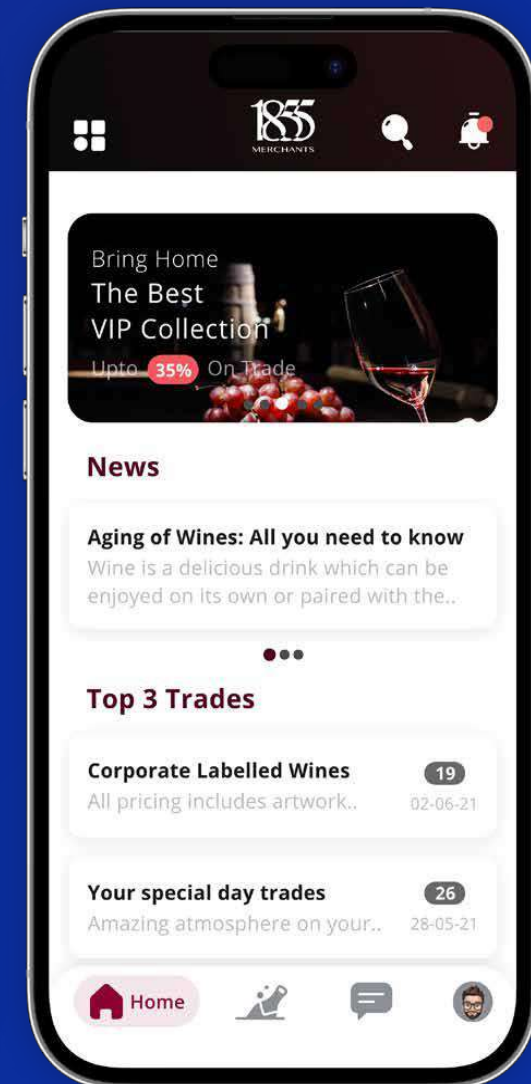 1855
MERCHANTS
Bring Home
The Best
VIP Collection
Upto 35% On Trade
News
Aging of Wines: All you need to know
Wine is a delicious drink which can be
enjoyed on its own or paired with the..
Top 3 Trades
Corporate Labelled Wines
19
All pricing includes artwork..
02-06-21
Your special day trades
26
Amazing atmosphere on your..
28-05-21
Home